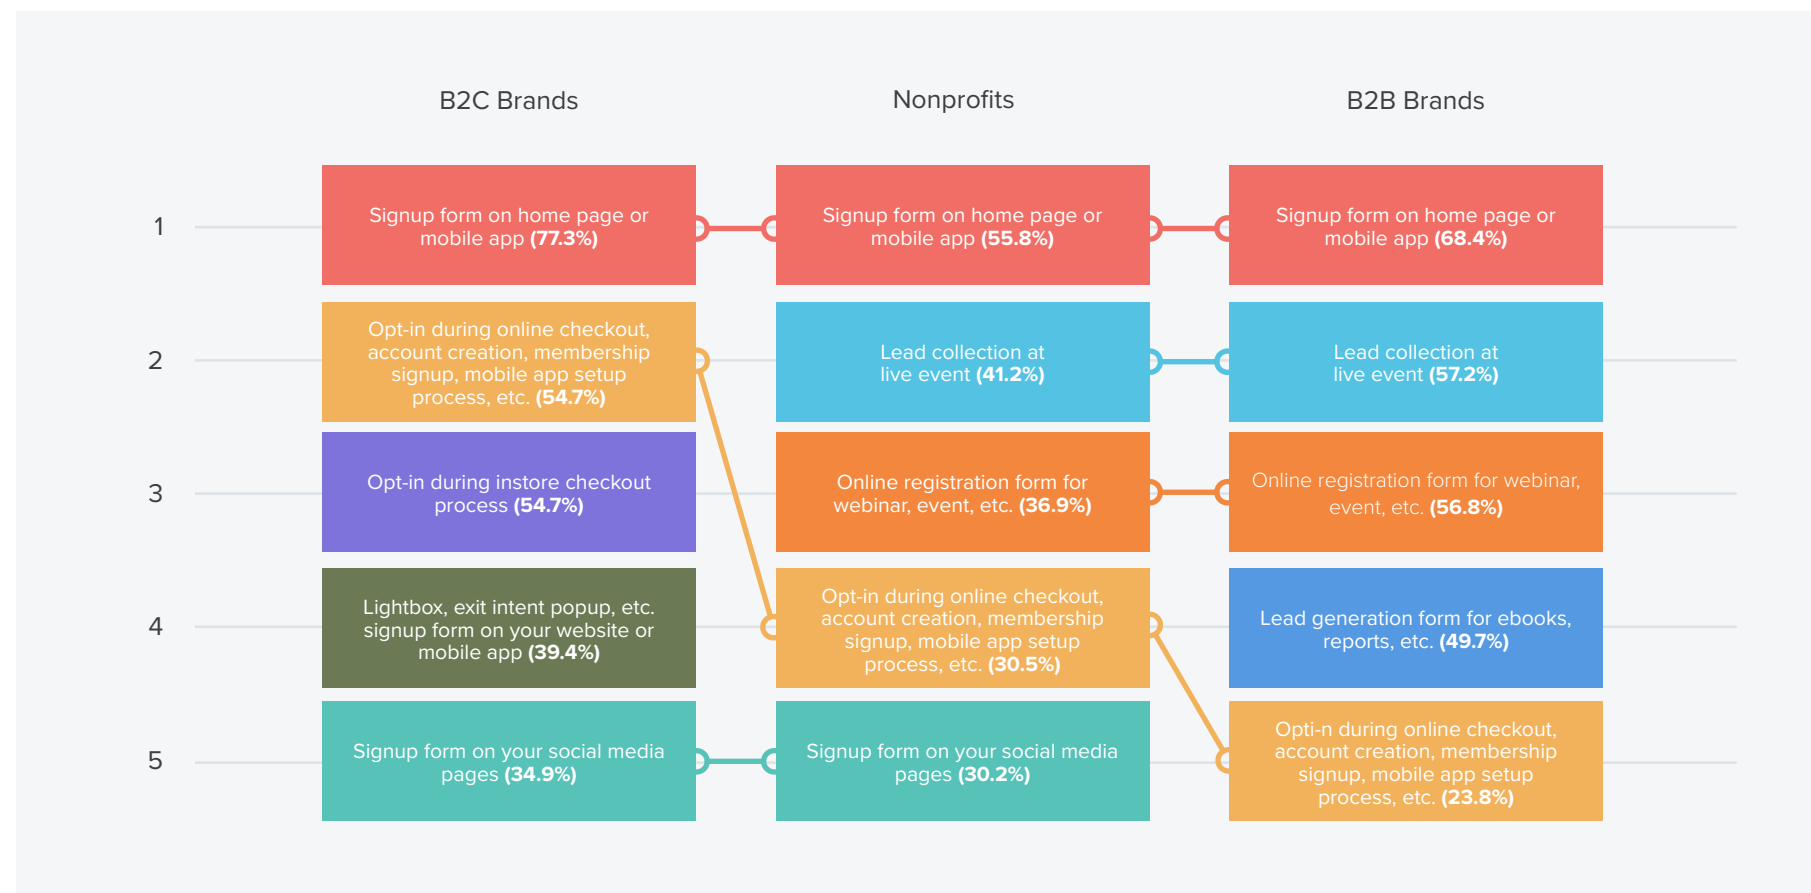 B2C Brands
Nonprofits
B2B Brands
1
Signup form on home page or
mobile app (77.3%)
Signup form on home page or
mobile app (55.8%)
Signup form on home page or
mobile app (68.4%)
2
Opt-in during online checkout,
account creation, membership
signup, mobile app setup
process, etc. (54.7%)
Lead collection at
live event (41.2%)
Lead collection at
live event (57.2%)
3
Opt-in during instore checkout
process (54.7%)
Online registration form for
webinar, event, etc. (36.9%)
Online registration form for webinar,
event, etc. (56.8%)
4
Lightbox, exit intent popup, etc.
signup form on your website or
mobile app (39.4%)
Opt-in during online checkout,
account creation, membership
signup, mobile app setup
process, etc. (30.5%)
Lead generation form for ebooks,
reports, etc. (49.7%)
5
Signup form on your social media
pages (34.9%)
Signup form on your social media
pages (30.2%)
Opti-n during online checkout,
account creation, membership
signup, mobile app setup
process, etc. (23.8%)